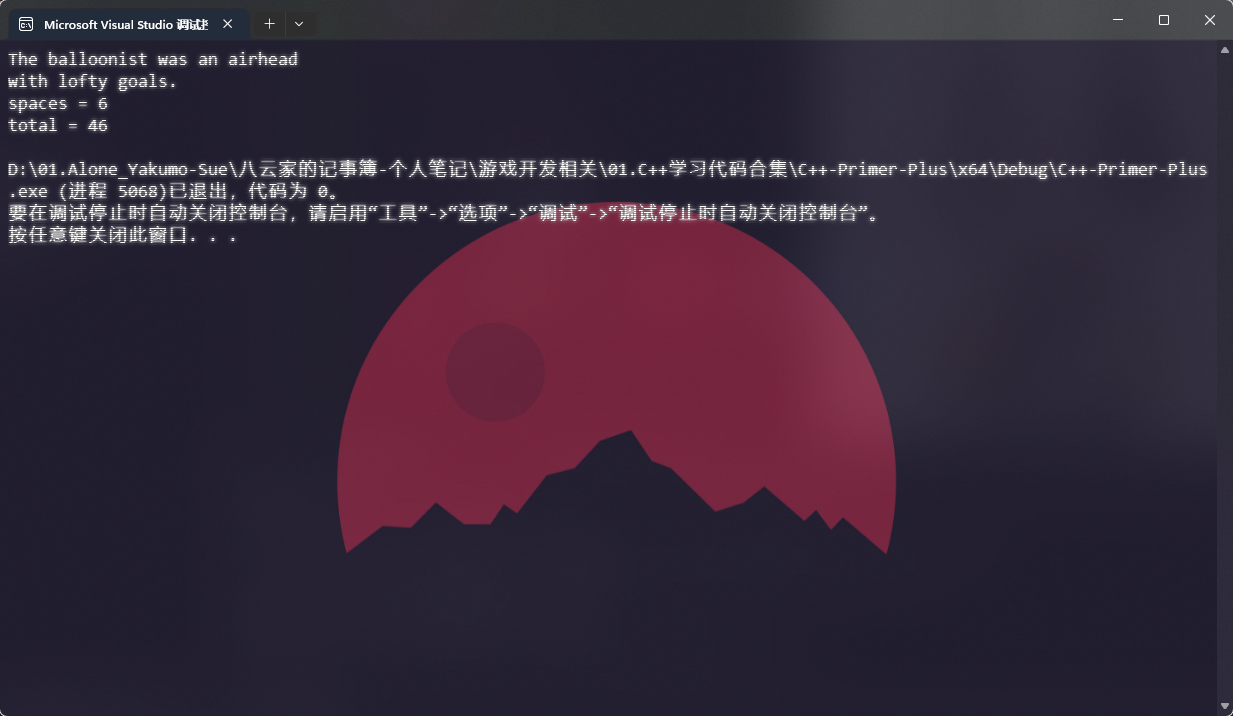 Microsoft Visual Studio 调试
The balloonist was an airhead
with lofty goals.
spaces = 6
total = 46
D:\01.Alone_Yakumo-Sue\八云家的记事簿-个人笔记\游戏开发相关\01.C++学习代码合集\C++-Primer-Plus\x64\Debug\C++-Primer-Plus
.exe (进程 5068)已退出，代码为 0。
要在调试停止时自动关闭控制台，请启用“工具”->“选项”->“调试”->“调试停止时自动关闭控制台”。
按任意键关闭此窗口. . .